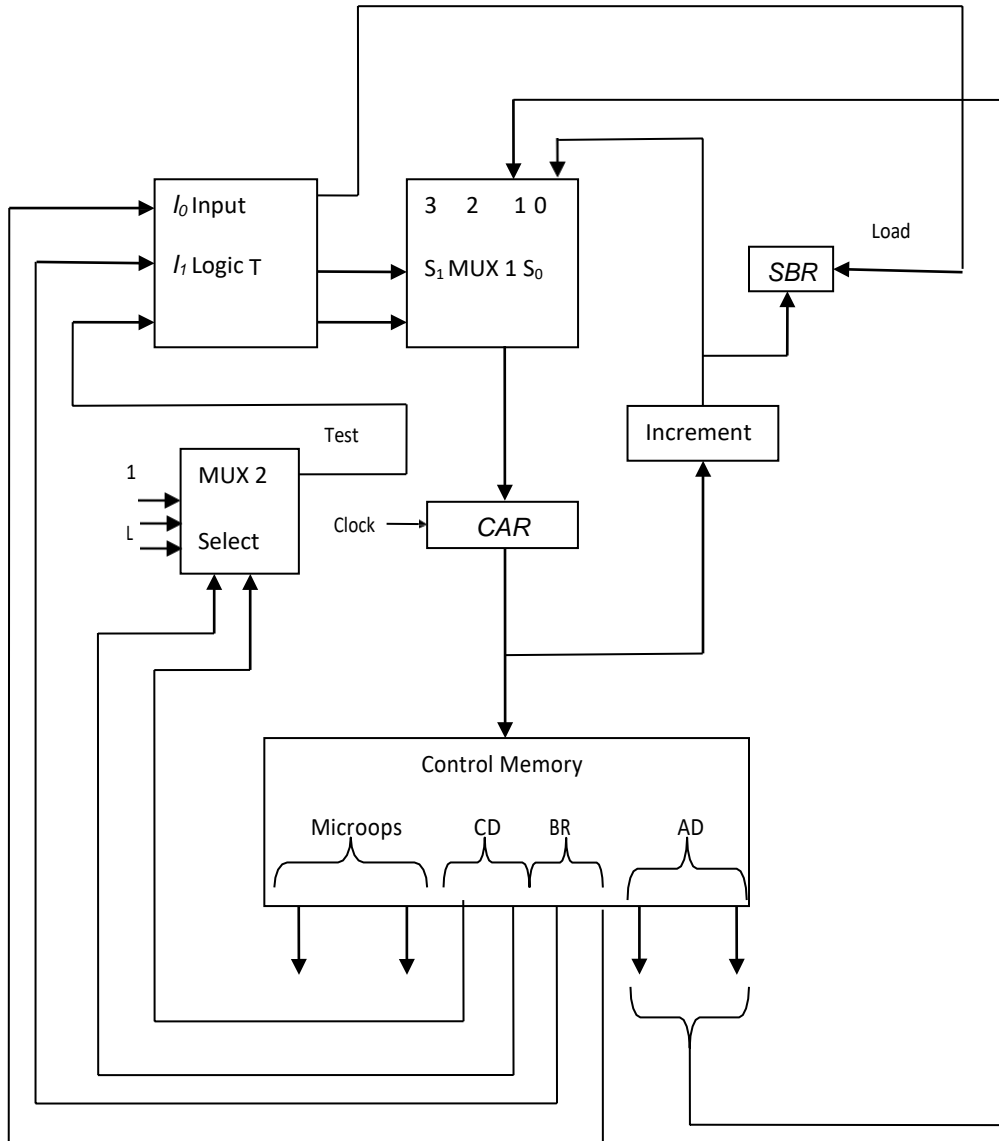 I₀ Input
3 2 1 0
I₁ Logic T
S₁ MUX 1 S₀
Load
SBR
Test
Increment
1
MUX 2
L
Select
Clock
CAR
Control Memory
Microops CD BR AD